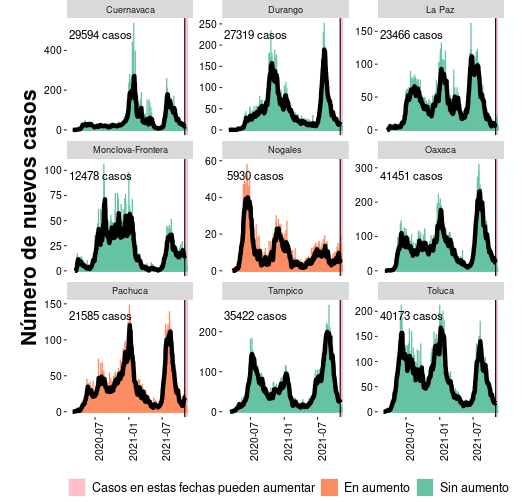 Número de nuevos casos
Cuernavaca
Durango
La Paz
29594 casos
27319 casos
23466 casos
400
200
0
250
200
150
100
50
0
150
100
50
0
Monclova-Frontera
Nogales
Oaxaca
12478 casos
5930 casos
41451 casos
100
75
50
25
0
60
40
20
0
300
200
100
0
Pachuca
Tampico
Toluca
21585 casos
35422 casos
40173 casos
150
100
50
0
200
100
0
200
150
100
50
0
2020-07
2021-01
2021-07
2020-07
2021-01
2021-07
2020-07
2021-01
2021-07
Casos en estas fechas pueden aumentar
En aumento
Sin aumento